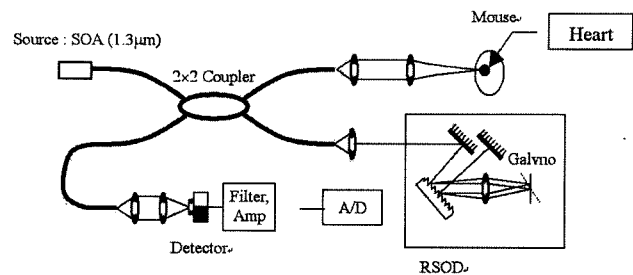 Mouse
Heart
Source : SOA (1.3μm)
2×2 Coupler
Galvno
Filter,
Amp
A/D
Detector
RSOD